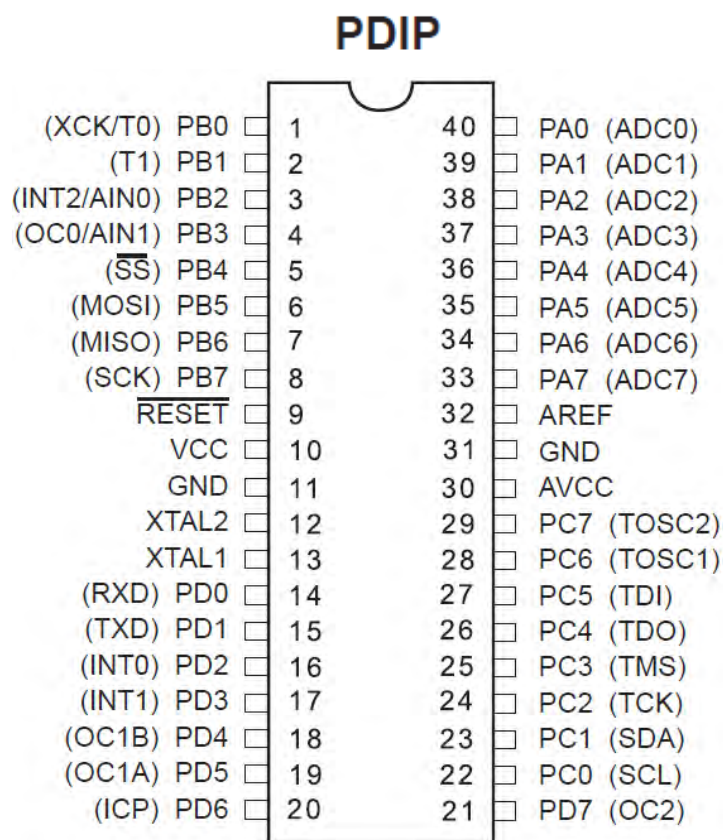 PDIP
(XCK/T0) PB0 1 40 PA0 (ADC0)
(T1) PB1 2 39 PA1 (ADC1)
(INT2/AIN0) PB2 3 38 PA2 (ADC2)
(OC0/AIN1) PB3 4 37 PA3 (ADC3)
(SS) PB4 5 36 PA4 (ADC4)
(MOSI) PB5 6 35 PA5 (ADC5)
(MISO) PB6 7 34 PA6 (ADC6)
(SCK) PB7 8 33 PA7 (ADC7)
RESET 9 32 AREF
VCC 10 31 GND
GND 11 30 AVCC
XTAL2 12 29 PC7 (TOSC2)
XTAL1 13 28 PC6 (TOSC1)
(RXD) PD0 14 27 PC5 (TDI)
(TXD) PD1 15 26 PC4 (TDO)
(INT0) PD2 16 25 PC3 (TMS)
(INT1) PD3 17 24 PC2 (TCK)
(OC1B) PD4 18 23 PC1 (SDA)
(OC1A) PD5 19 22 PC0 (SCL)
(ICP) PD6 20 21 PD7 (OC2)